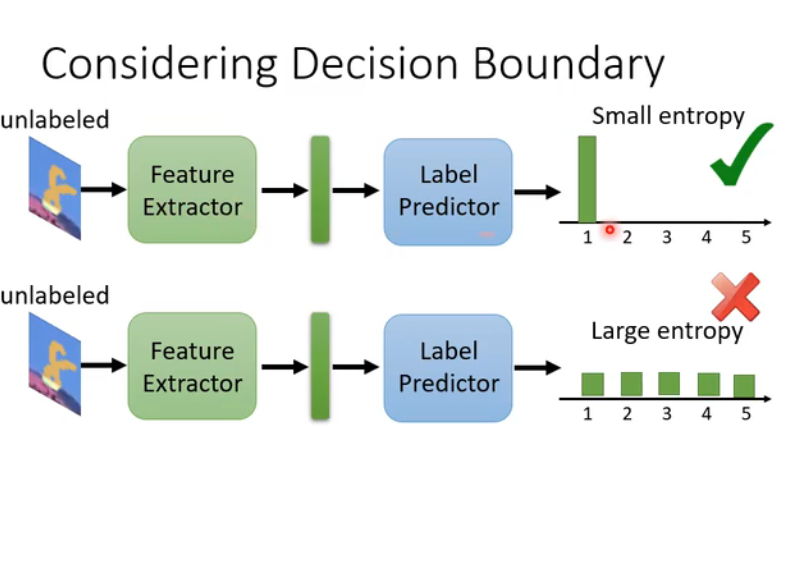 Considering Decision Boundary
unlabeled
Small entropy
Feature
Extractor
Label
Predictor
1 2 3 4 5
unlabeled
Large entropy
Feature
Extractor
Label
Predictor
1 2 3 4 5